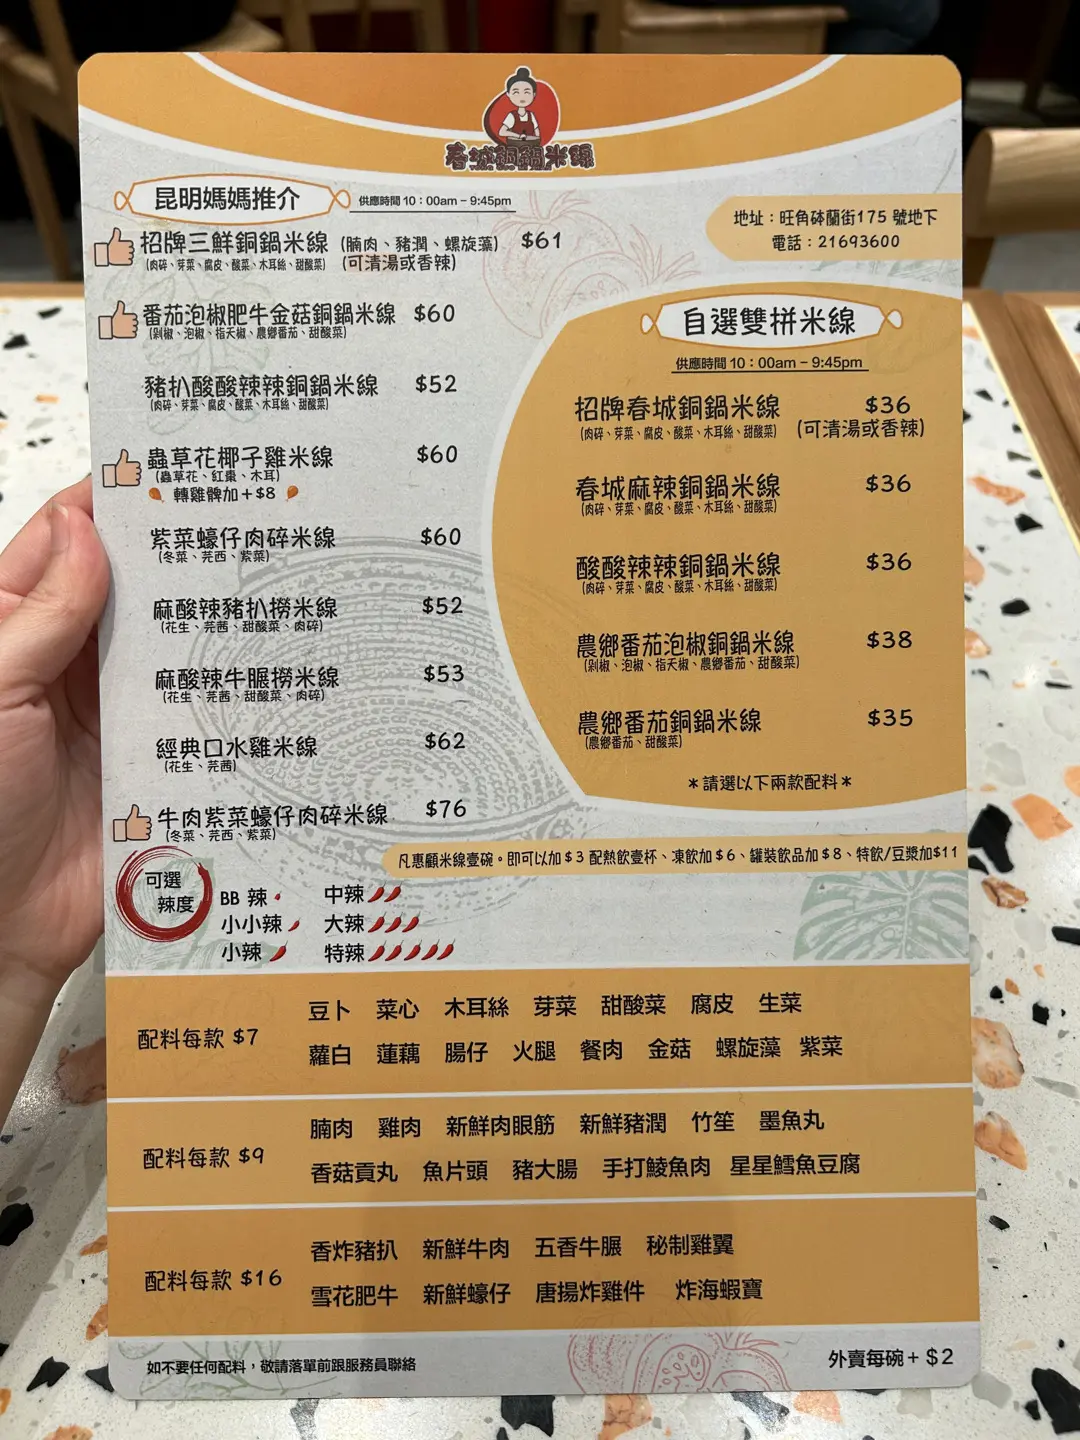 春城銅鍋米線
昆明媽媽推介
供應時間 10：00am – 9:45pm
招牌三鮮銅鍋米線 (腩肉、豬潤、螺旋藻) $61
(肉碎、芽菜、腐皮、酸菜、木耳絲、甜酸菜) (可清湯或香辣)
番茄泡椒肥牛金菇銅鍋米線 $60
(剁椒、泡椒、指天椒、農鄉番茄、甜酸菜)
豬扒酸酸辣辣銅鍋米線 $52
(肉碎、芽菜、腐皮、酸菜、木耳絲、甜酸菜)
蟲草花椰子雞米線 $60
(蟲草花、紅棗、木耳)
轉雞髀加+$8
紫菜蠔仔肉碎米線 $60
(冬菜、芫西、紫菜)
麻酸辣豬扒撈米線 $52
(花生、芫茜、甜酸菜、肉碎)
麻酸辣牛𦟌撈米線 $53
(花生、芫茜、甜酸菜、肉碎)
經典口水雞米線 $62
(花生、芫茜)
牛肉紫菜蠔仔肉碎米線 $76
(冬菜、芫西、紫菜)
地址：旺角砵蘭街175 號地下
電話：21693600
自選雙拼米線
供應時間 10：00am – 9:45pm
招牌春城銅鍋米線 $36
(肉碎、芽菜、腐皮、酸菜、木耳絲、甜酸菜) (可清湯或香辣)
春城麻辣銅鍋米線 $36
(肉碎、芽菜、腐皮、酸菜、木耳絲、甜酸菜)
酸酸辣辣銅鍋米線 $36
(肉碎、芽菜、腐皮、酸菜、木耳絲、甜酸菜)
農鄉番茄泡椒銅鍋米線 $38
(剁椒、泡椒、指天椒、農鄉番茄、甜酸菜)
農鄉番茄銅鍋米線 $35
(農鄉番茄、甜酸菜)
＊請選以下兩款配料＊
凡惠顧米線壹碗。即可以加$3 配熱飲壹杯、凍飲加$6、罐裝飲品加$8、特飲/豆漿加$11
可選
辣度
BB 辣 中辣
小小辣 大辣
小辣 特辣
配料每款 $7
豆卜 菜心 木耳絲 芽菜 甜酸菜 腐皮 生菜
蘿白 蓮藕 腸仔 火腿 餐肉 金菇 螺旋藻 紫菜
配料每款 $9
腩肉 雞肉 新鮮肉眼筋 新鮮豬潤 竹笙 墨魚丸
香菇貢丸 魚片頭 豬大腸 手打鯪魚肉 星星鱈魚豆腐
配料每款 $16
香炸豬扒 新鮮牛肉 五香牛𦟌 秘制雞翼
雪花肥牛 新鮮蠔仔 唐揚炸雞件 炸海蝦寶
如不要任何配料，敬請落單前跟服務員聯絡
外賣每碗+ $2